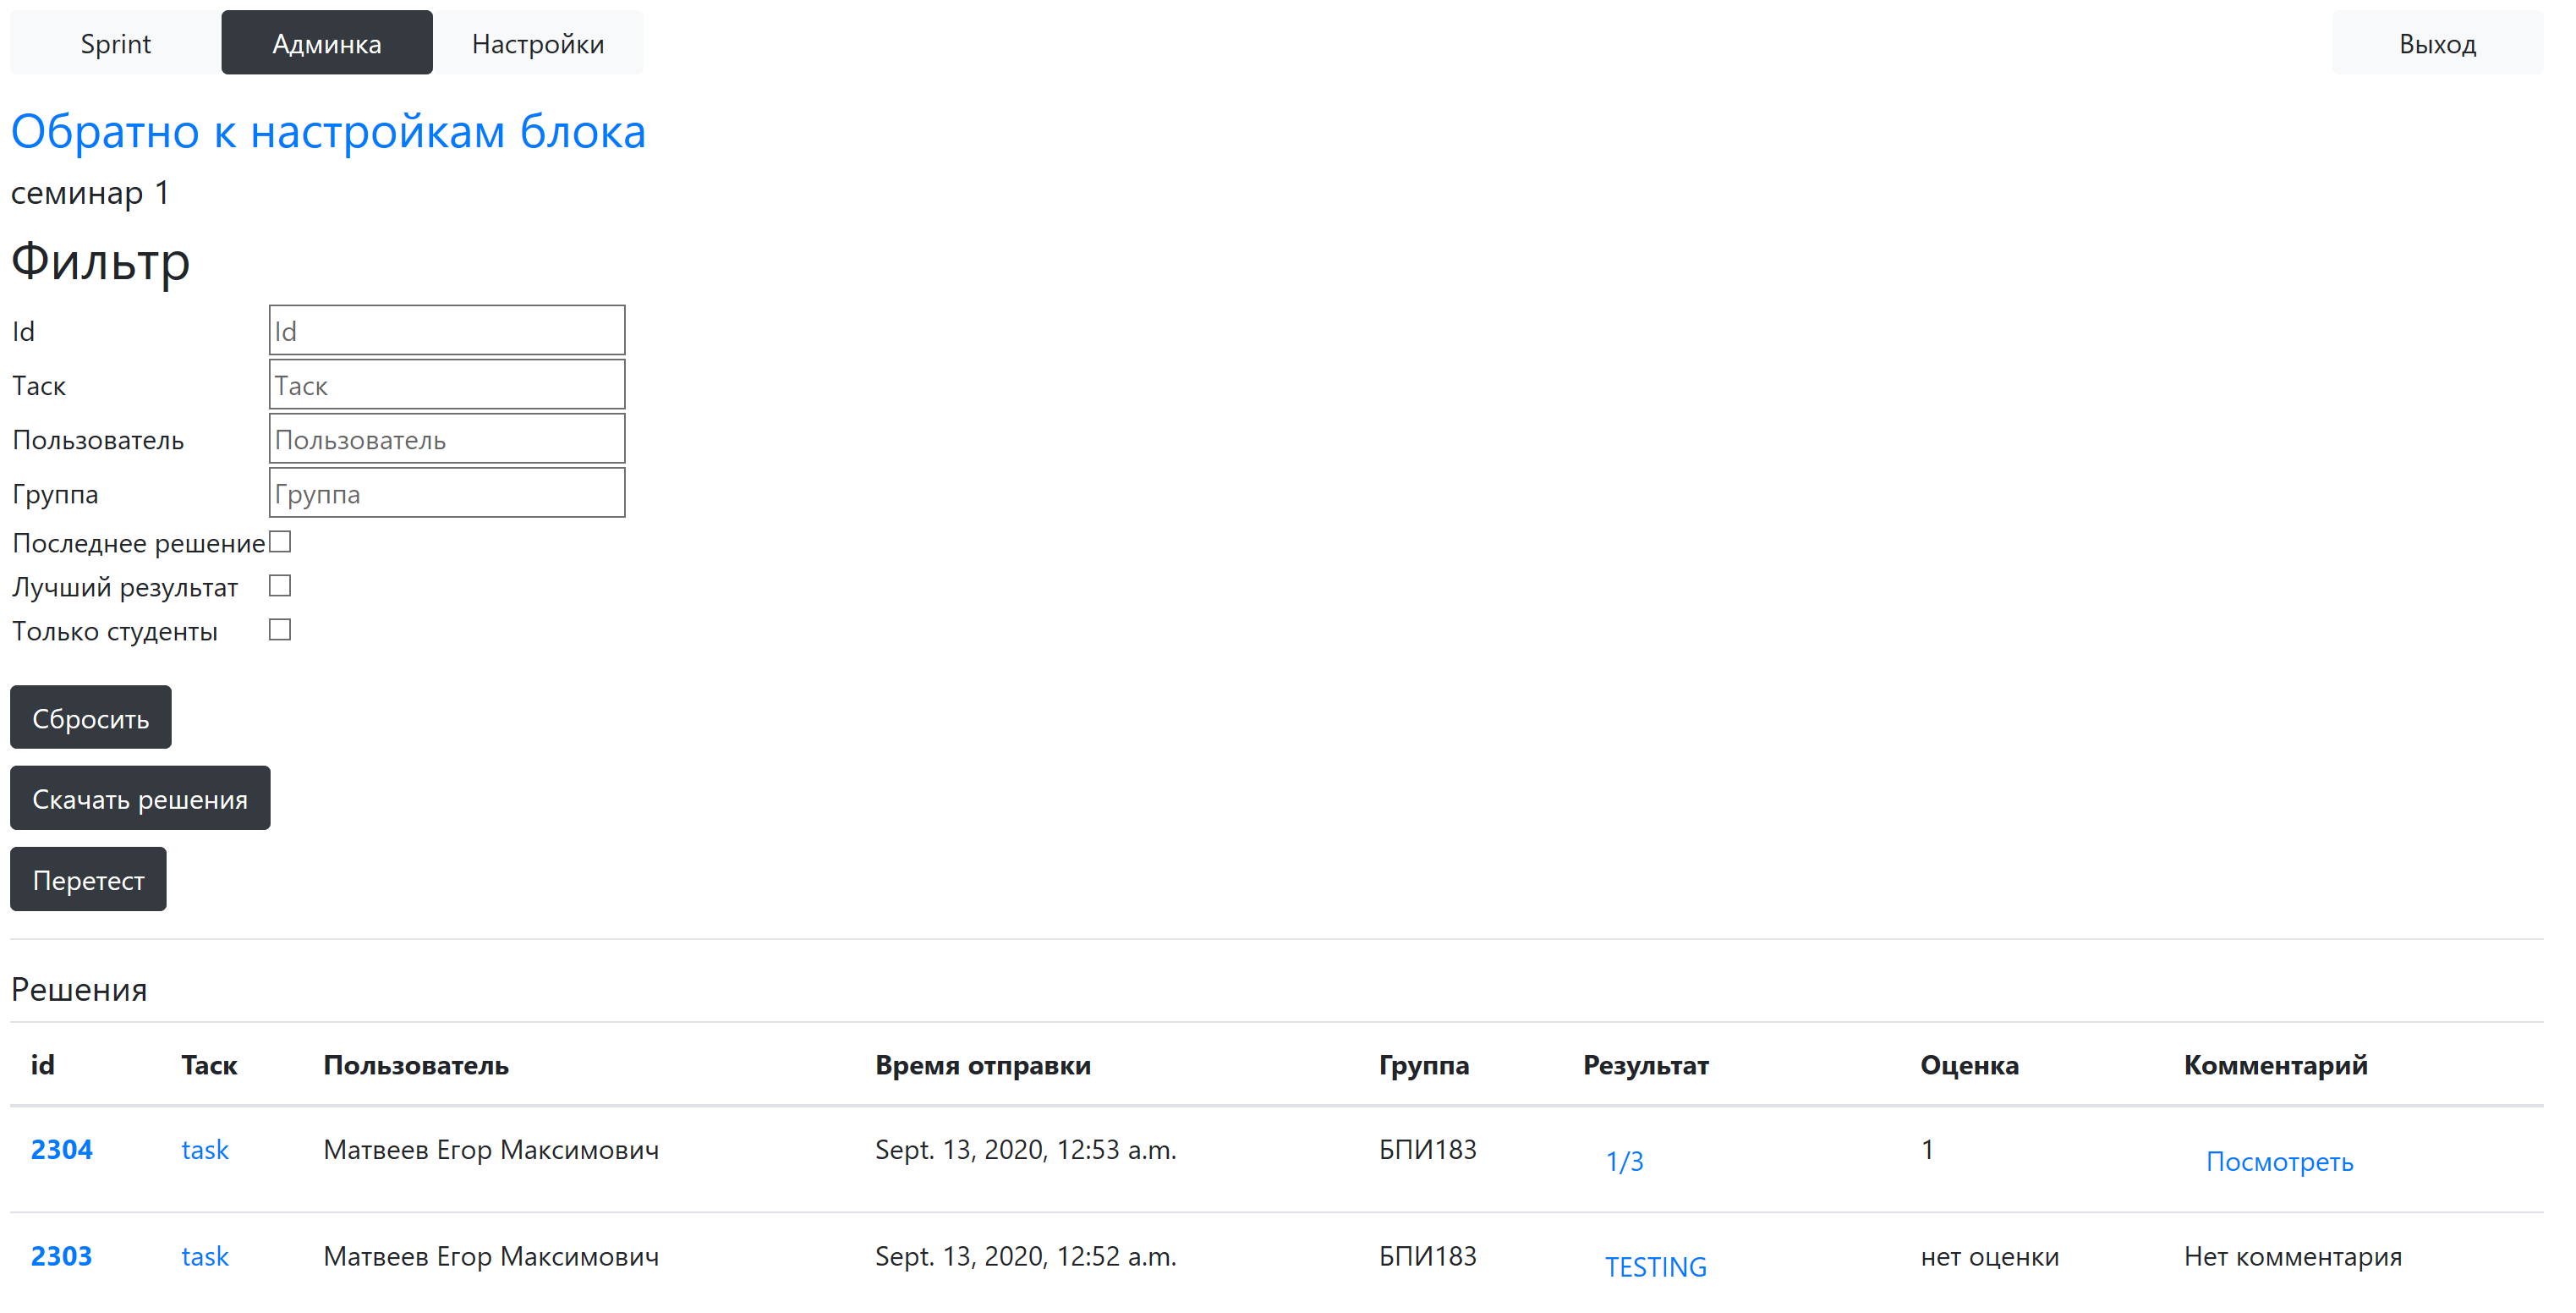 Sprint Админка Настройки Выход
Обратно к настройкам блока
семинар 1
Фильтр
Id Id
Таск Таск
Пользователь Пользователь
Группа Группа
Последнее решение
Лучший результат
Только студенты
Сбросить
Скачать решения
Перетест
Решения
id Таск Пользователь Время отправки Группа Результат Оценка Комментарий
2304 task Матвеев Егор Максимович Sept. 13, 2020, 12:53 a.m. БПИ183 1/3 1 Посмотреть
2303 task Матвеев Егор Максимович Sept. 13, 2020, 12:52 a.m. БПИ183 TESTING нет оценки Нет комментария